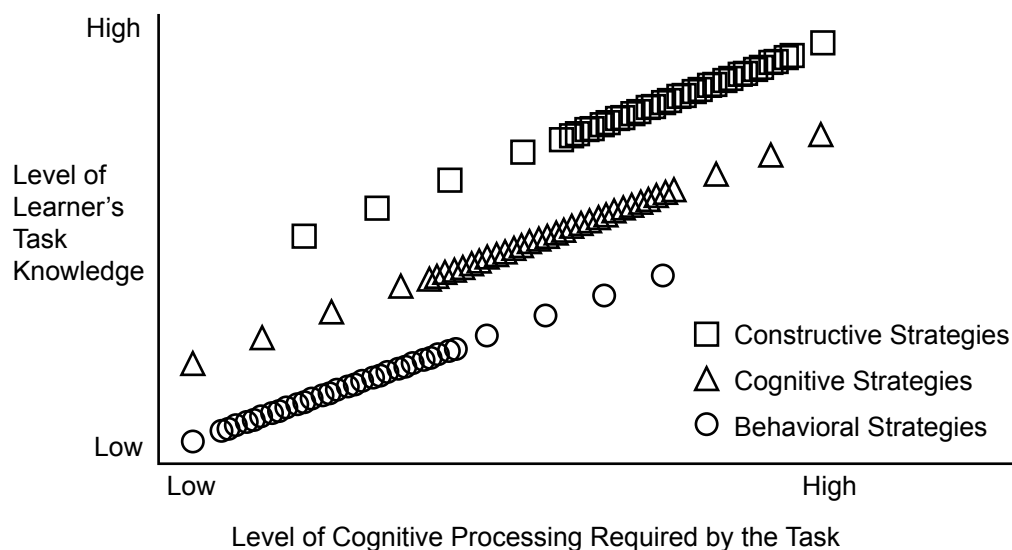 High
Level of
Learner’s
Task
Knowledge
Constructive Strategies
Cognitive Strategies
Behavioral Strategies
Low
Low High
Level of Cognitive Processing Required by the Task